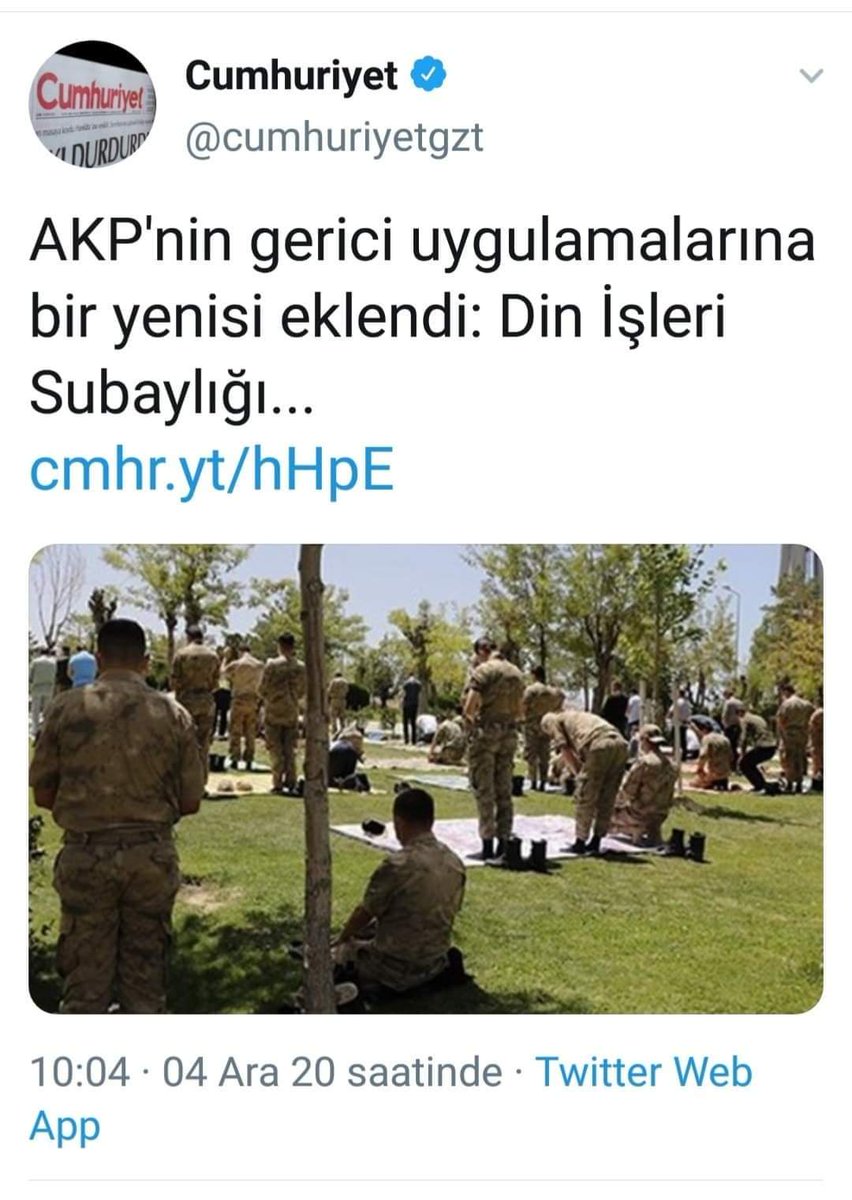 Cumhuriyet
DURDURD
Cumhuriyet
@cumhuriyetgzt
AKP'nin gerici uygulamalarına
bir yenisi eklendi: Din İşleri
Subaylığı...
cmhr.yt/hHpE
10:04 · 04 Ara 20 saatinde · Twitter Web
App